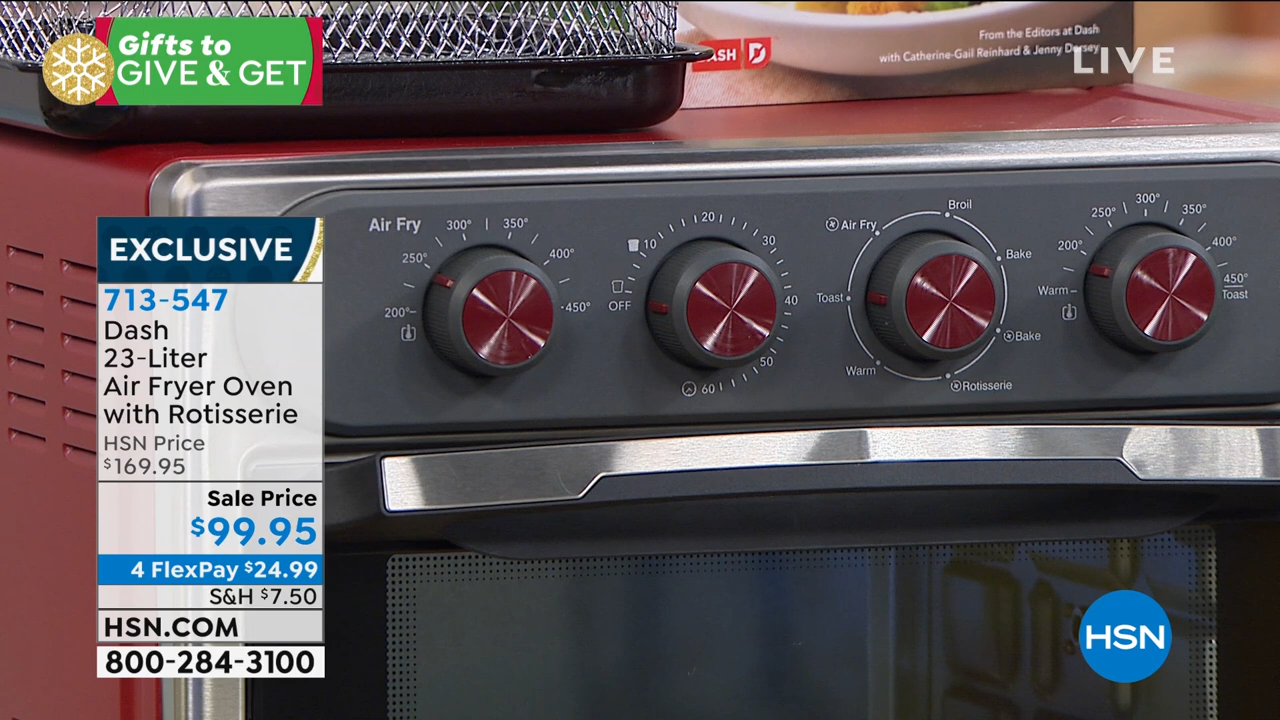 Gifts to
GIVE & GET
From the Editors at Dash
with Catherine-Gail Reinhard & Jenny Dorsey
LIVE
EXCLUSIVE
713-547
Dash
23-Liter
Air Fryer Oven
with Rotisserie
HSN Price
$169.95
Sale Price
$99.95
4 FlexPay $24.99
S&H $7.50
HSN.COM
800-284-3100
Air Fry
200°
250°
300°
350°
400°
450°
OFF
10
20
30
40
50
60
Air Fry
Broil
Bake
Bake
Rotisserie
Warm
Toast
Warm
200°
250°
300°
350°
400°
450°
Toast
HSN